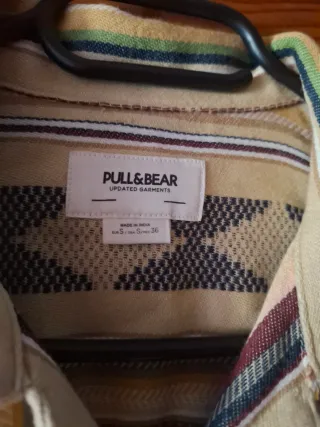 PULL&BEAR
UPDATED GARMENTS
MADE IN INDIA